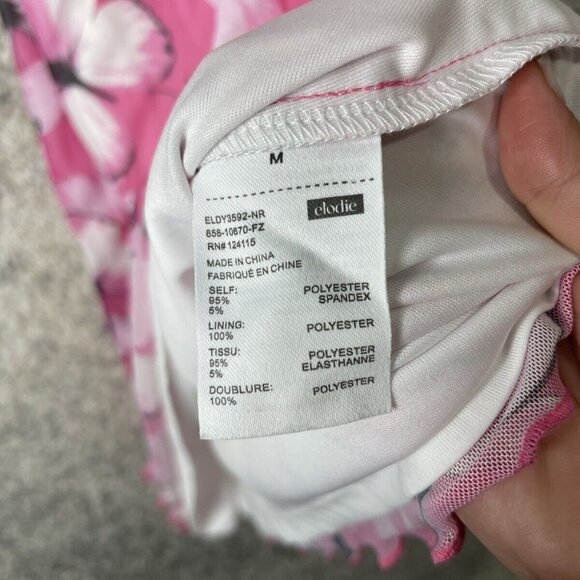 M
ELDY3592-NR elodie
858-10670-FZ
RN# 124115
MADE IN CHINA
FABRIQUÉ EN CHINE
SELF:
95% POLYESTER
5% SPANDEX
LINING:
100% POLYESTER
TISSU:
95% POLYESTER
5% ELASTHANNE
DOUBLURE:
100% POLYESTER